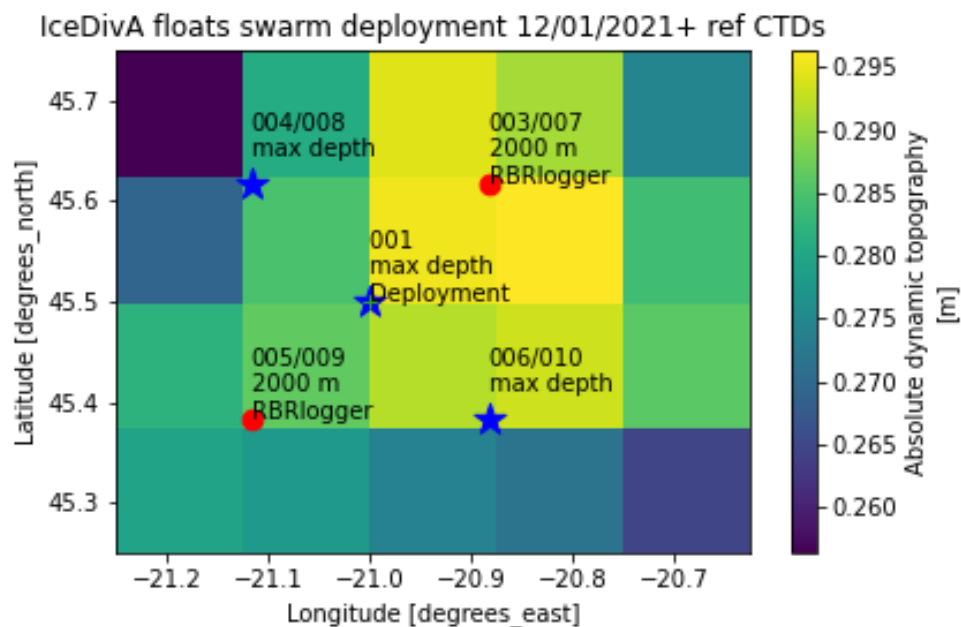 IceDivA floats swarm deployment 12/01/2021+ ref CTDs
45.7
45.6
45.5
45.4
45.3
Latitude [degrees_north]
004/008
max depth
003/007
2000 m
RBRlogger
001
max depth
Deployment
005/009
2000 m
RBRlogger
006/010
max depth
−21.2
−21.1
−21.0
−20.9
−20.8
−20.7
Longitude [degrees_east]
0.295
0.290
0.285
0.280
0.275
0.270
0.265
0.260
Absolute dynamic topography
[m]